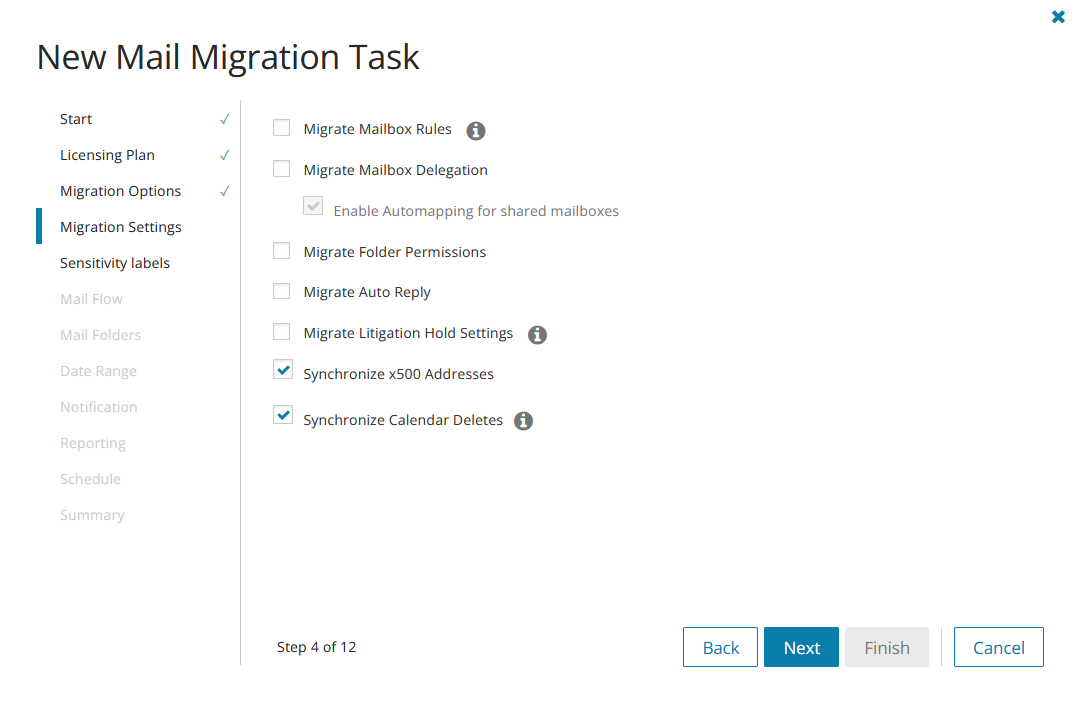 New Mail Migration Task
Start
Licensing Plan
Migration Options
Migration Settings
Sensitivity labels
Mail Flow
Mail Folders
Date Range
Notification
Reporting
Schedule
Summary
Migrate Mailbox Rules
Migrate Mailbox Delegation
Enable Automapping for shared mailboxes
Migrate Folder Permissions
Migrate Auto Reply
Migrate Litigation Hold Settings
Synchronize x500 Addresses
Synchronize Calendar Deletes
Step 4 of 12
Back
Next
Finish
Cancel